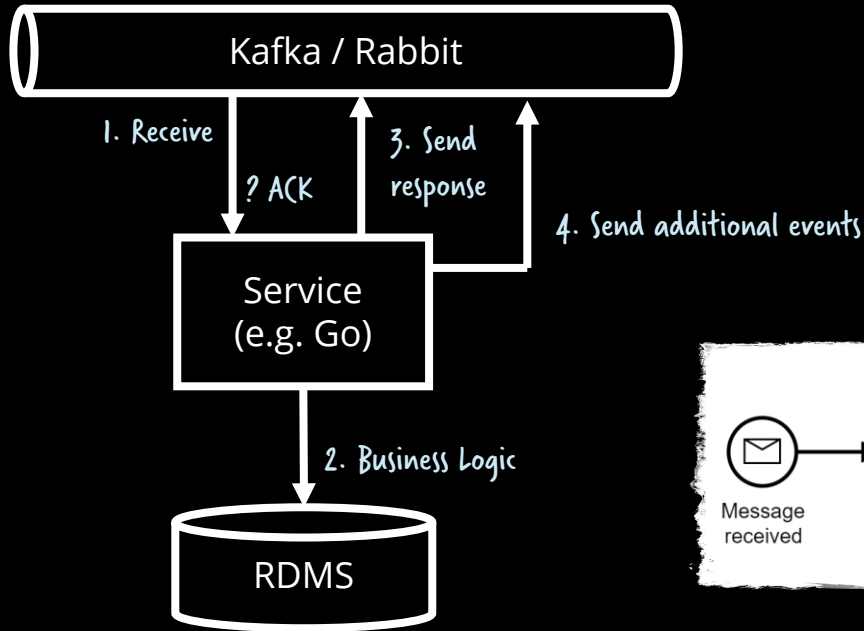 Kafka / Rabbit
1. Receive
? ACK
3. Send
response
4. Send additional events
Service
(e.g. Go)
2. Business Logic
RDMS
Message
received